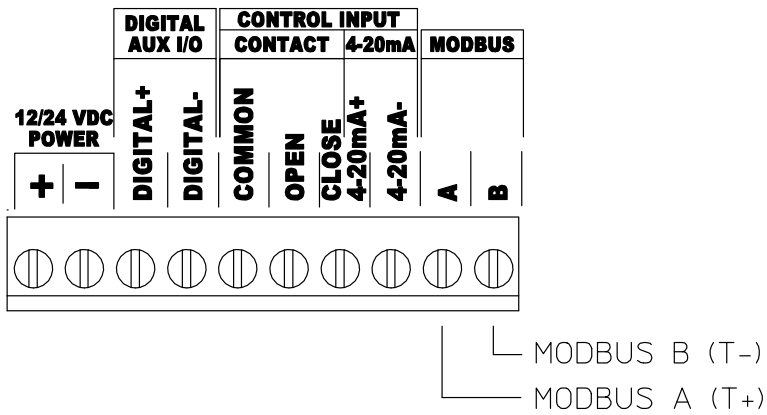 DIGITAL
AUX I/O
CONTROL INPUT
CONTACT
4-20mA
MODBUS
12/24 VDC
POWER
+
−
DIGITAL+
DIGITAL-
COMMON
OPEN
CLOSE
4-20mA+
4-20mA-
A
B
MODBUS B (T-)
MODBUS A (T+)